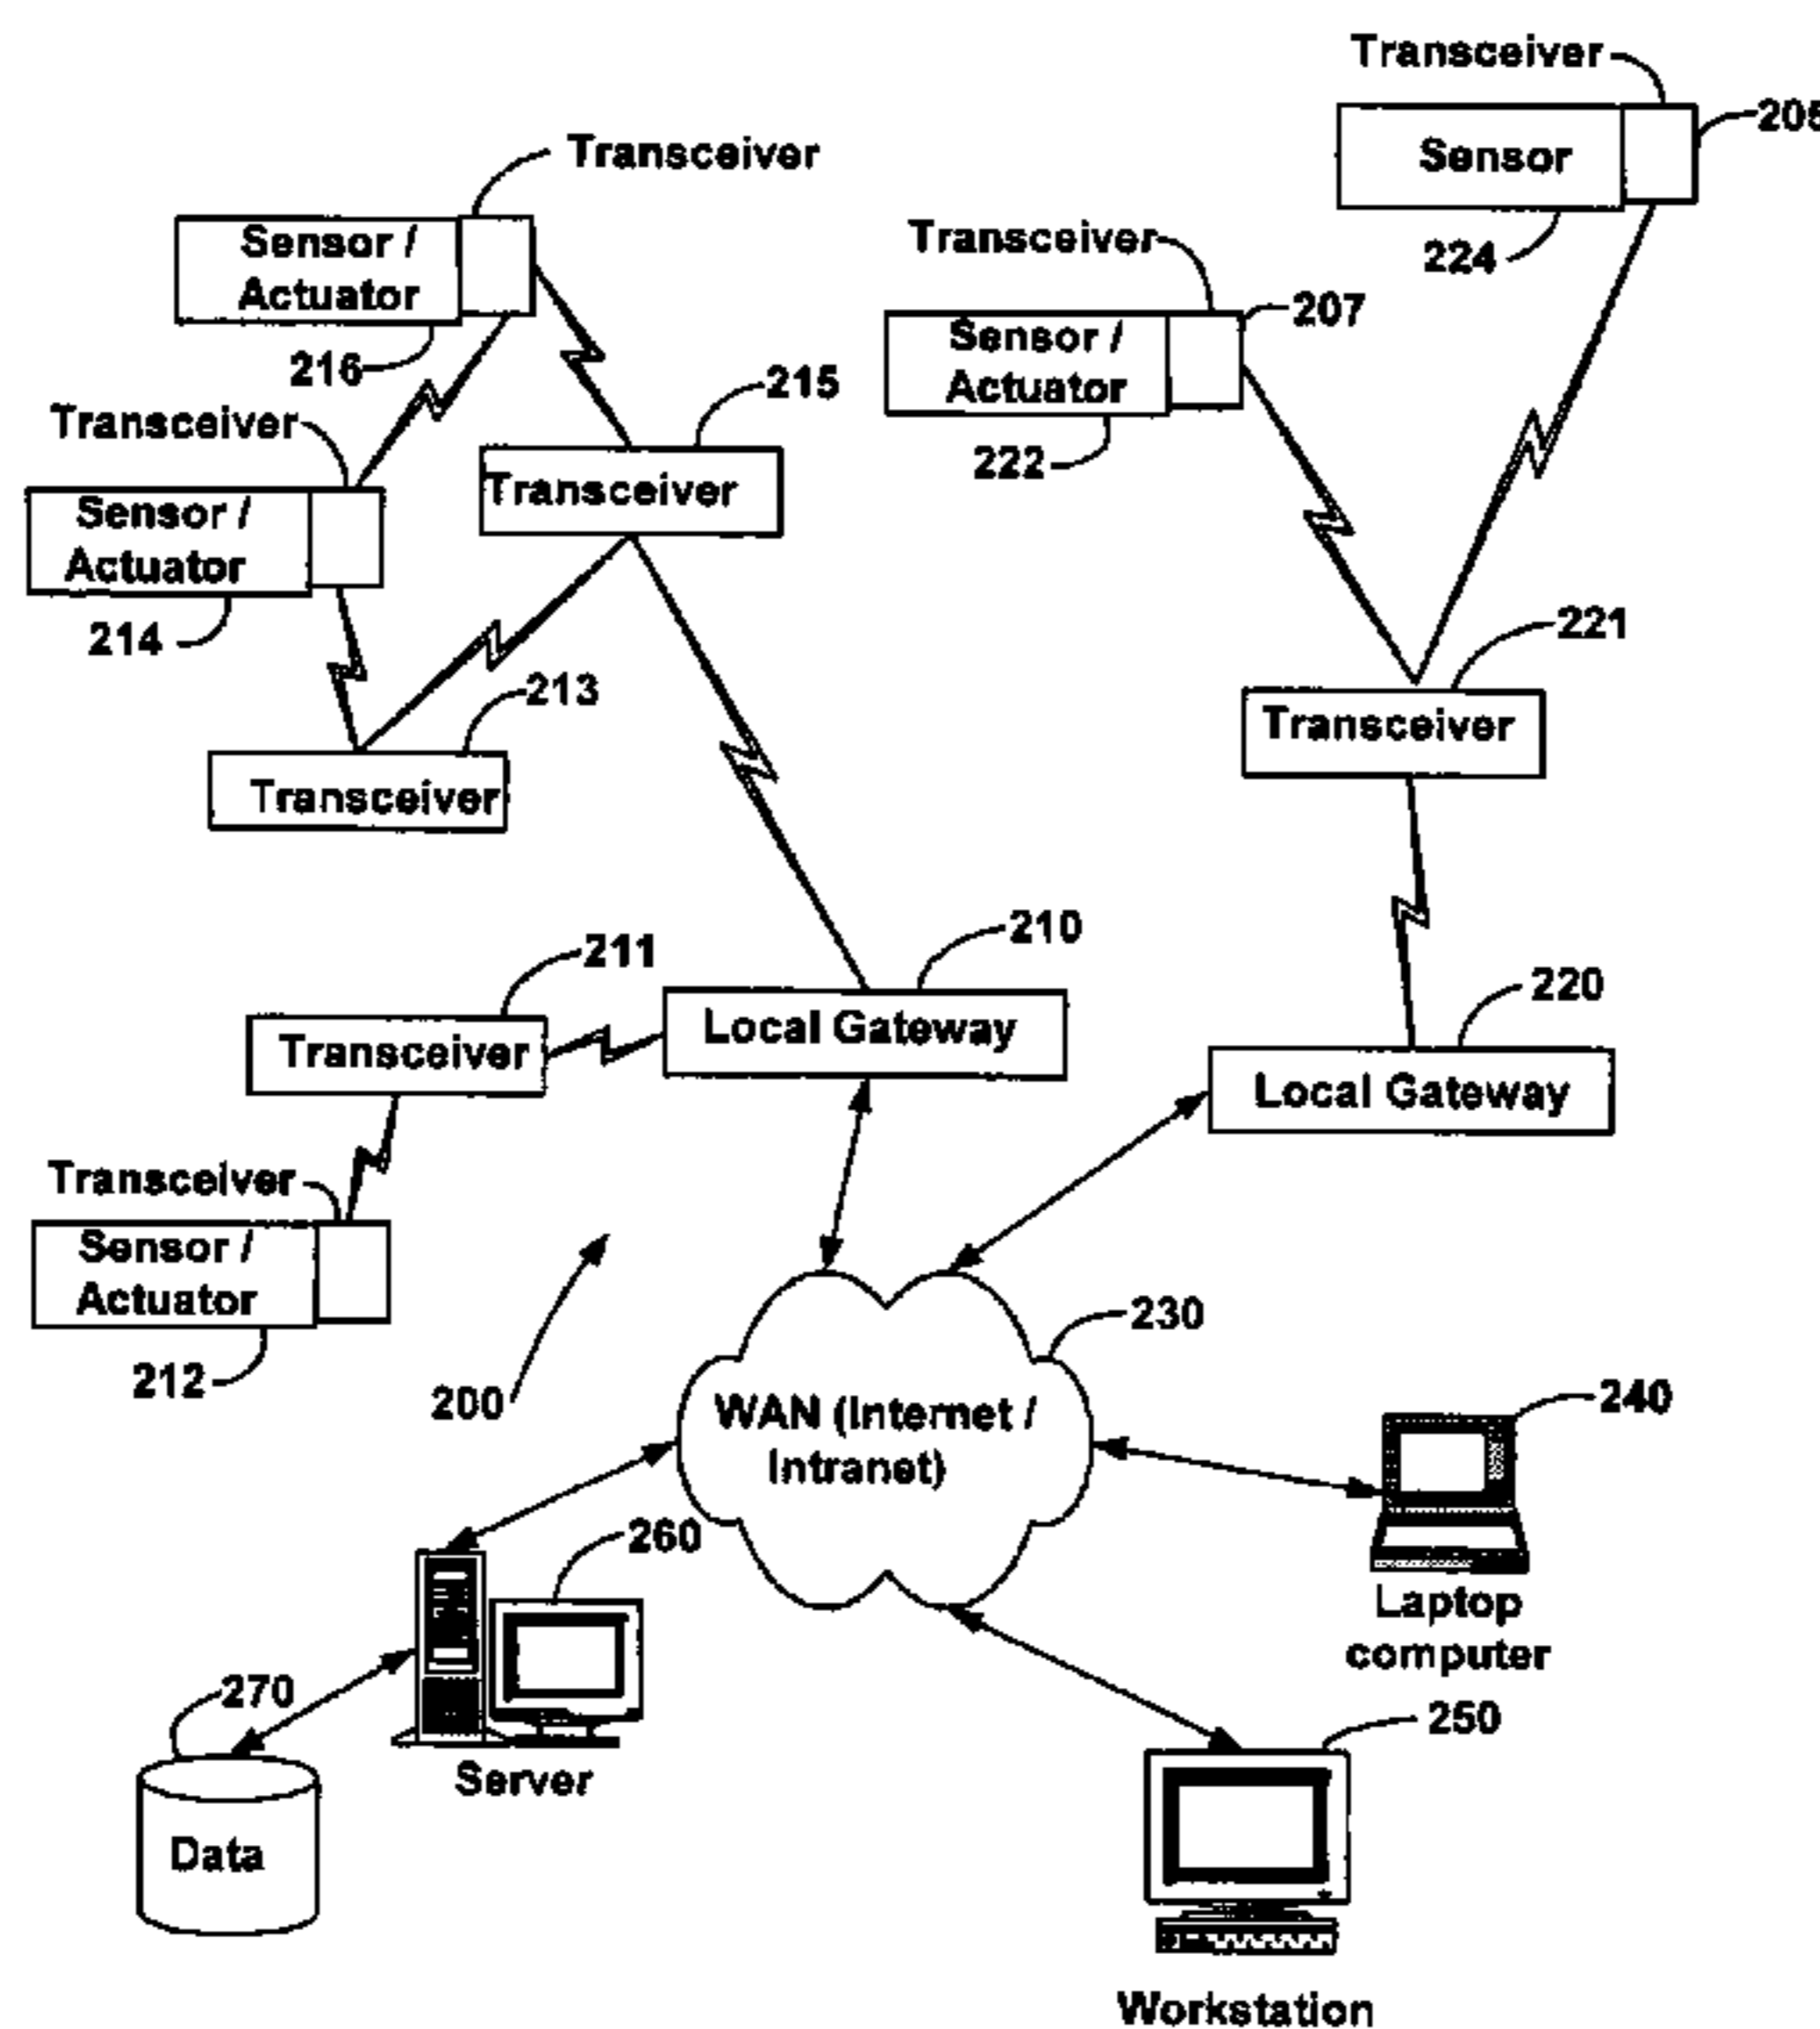 Transceiver
205
Sensor
224
Transceiver
Sensor /
Actuator
216
Transceiver
207
Sensor /
Actuator
222
215
Transceiver
Transceiver
Sensor /
Actuator
214
213
Transceiver
221
Transceiver
210
Local Gateway
211
Transceiver
220
Local Gateway
Transceiver
Sensor /
Actuator
212
200
230
WAN (Internet /
Intranet)
240
Laptop
computer
260
Server
270
Data
250
Workstation